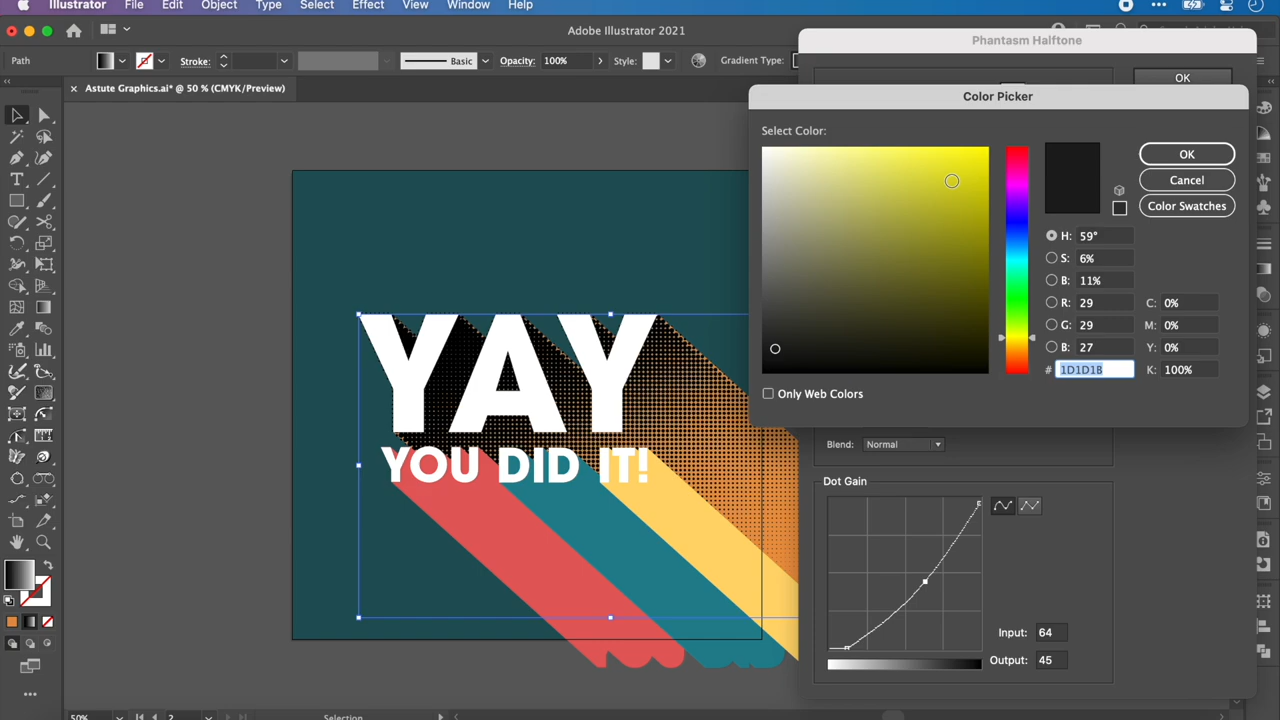 Illustrator File Edit Object Type Select Effect View Window Help
Adobe Illustrator 2021
Path
Stroke:
Basic
Opacity: 100%
Style:
Gradient Type:
Phantasm Halftone
OK
× Astute Graphics.ai* @ 50 % (CMYK/Preview)
Color Picker
Select Color:
OK
Cancel
Color Swatches
H: 59°
S: 6%
B: 11%
R: 29
G: 29
B: 27
# 1D1D1B
C: 0%
M: 0%
Y: 0%
K: 100%
Only Web Colors
Blend: Normal
Dot Gain
Input: 64
Output: 45
YAY
YOU DID IT!
50%
2
Selection